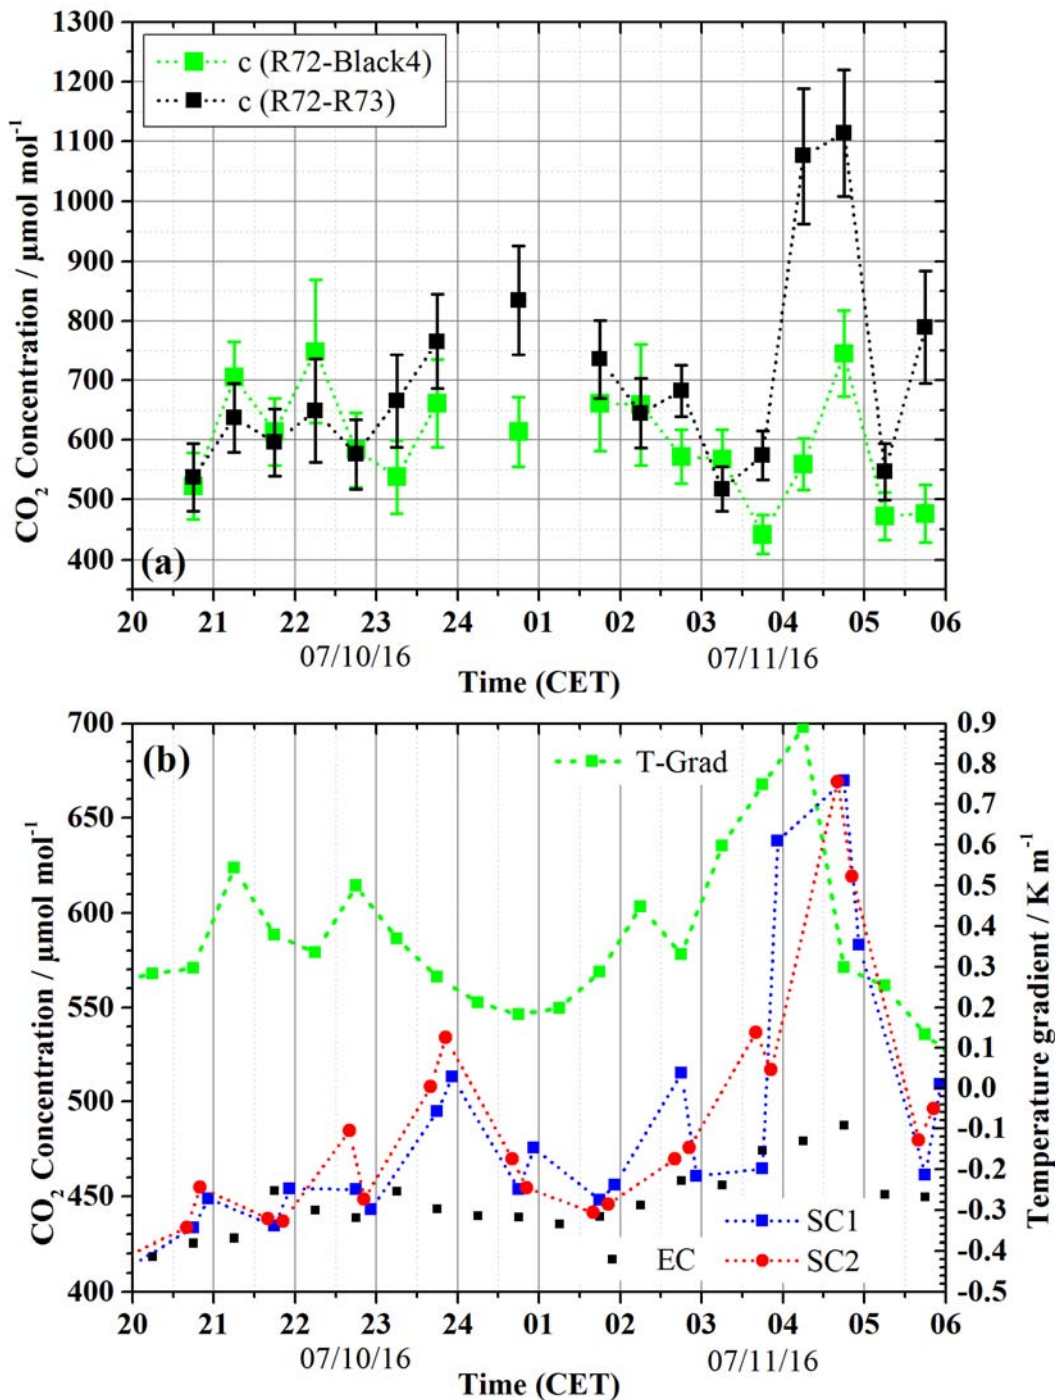 1300
1200
1100
1000
900
800
700
600
500
400
CO₂ Concentration / μmol mol⁻¹
c (R72-Black4)
c (R72-R73)
(a)
20 21 22 23 24 01 02 03 04 05 06
07/10/16 07/11/16
Time (CET)
700
650
600
550
500
450
400
CO₂ Concentration / μmol mol⁻¹
(b)
T-Grad
EC
SC1
SC2
0.9
0.8
0.7
0.6
0.5
0.4
0.3
0.2
0.1
0.0
-0.1
-0.2
-0.3
-0.4
-0.5
Temperature gradient / K m⁻¹
20 21 22 23 24 01 02 03 04 05 06
07/10/16 07/11/16
Time (CET)